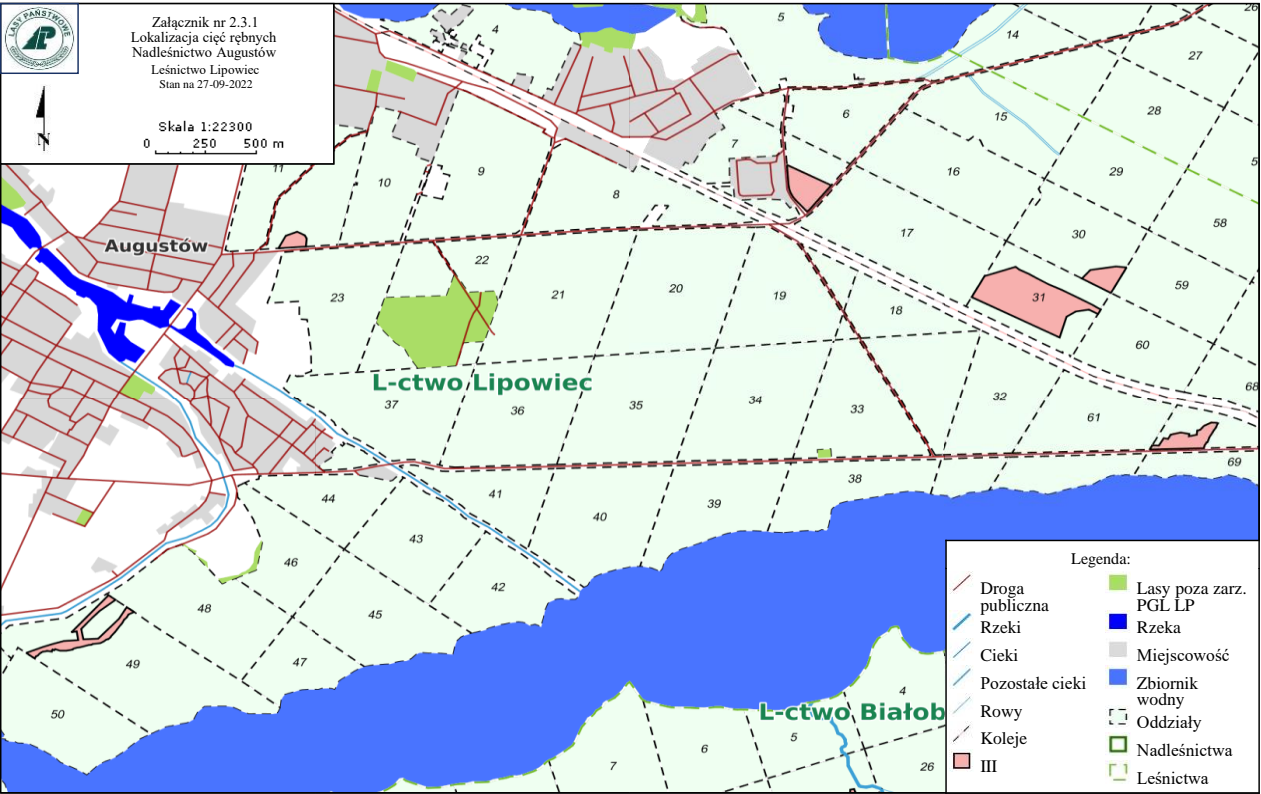 LASY PAŃSTWOWE
Załącznik nr 2.3.1
Lokalizacja cięć rębnych
Nadleśnictwo Augustów
Leśnictwo Lipowiec
Stan na 27-09-2022
N
Skala 1:22300
0 250 500 m
4
5
14
26
27
28
6
15
7
5
11
10
9
8
16
29
58
17
30
Augustów
22
23
21
20
19
18
31
59
60
L-ctwo Lipowiec
37
36
35
34
33
32
61
68
69
44
41
40
39
38
43
46
42
48
45
49
47
50
L-ctwo Białob
4
5
6
7
26
Legenda:
Droga
publiczna
Rzeki
Cieki
Pozostałe cieki
Rowy
Koleje
III
Lasy poza zarz.
PGL LP
Rzeka
Miejscowość
Zbiornik
wodny
Oddziały
Nadleśnictwa
Leśnictwa